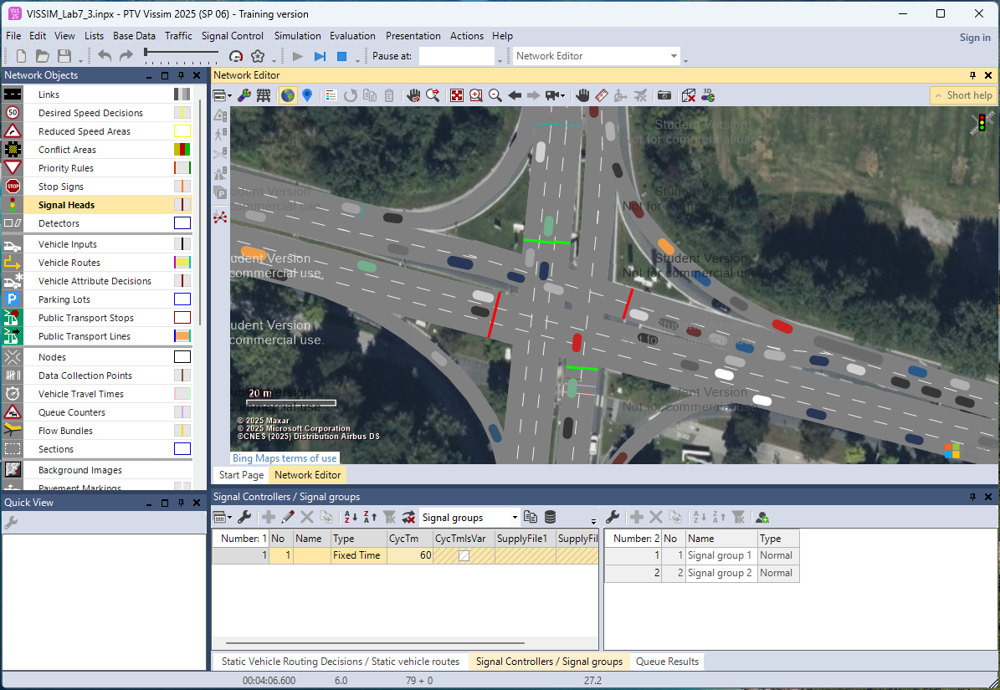 VISSIM_Lab7_3.inpx - PTV Vissim 2025 (SP 06) - Training version
File Edit View Lists Base Data Traffic Signal Control Simulation Evaluation Presentation Actions Help
Sign in
Pause at:
Network Editor
Network Objects
Network Editor
Short help
Links
50
Desired Speed Decisions
Reduced Speed Areas
Conflict Areas
Priority Rules
STOP
Stop Signs
Signal Heads
Detectors
Vehicle Inputs
Vehicle Routes
Vehicle Attribute Decisions
P
Parking Lots
Public Transport Stops
Public Transport Lines
Nodes
Data Collection Points
Vehicle Travel Times
Queue Counters
Flow Bundles
Sections
Background Images
Pavement Markings
3D
Student Version
Not for commercial use.
Student Version
Not for commercial use.
udent Version
commercial use.
Student Version
Not for commercial use.
udent Version
commercial use.
Student Version
Not for commercial use.
Student Version
Not for commercial use.
20 m
© 2025 Maxar
© 2025 Microsoft Corporation
©CNES (2025) Distribution Airbus DS
Bing Maps terms of use
Start Page Network Editor
Quick View
Signal Controllers / Signal groups
Signal groups
Number: 1 No Name Type CycTm CycTmIsVar SupplyFile1 SupplyFil
1 1 Fixed Time 60
Number: 2 No Name Type
1 1 Signal group 1 Normal
2 2 Signal group 2 Normal
Static Vehicle Routing Decisions / Static vehicle routes Signal Controllers / Signal groups Queue Results
00:04:06.600 6.0 79 + 0 27.2